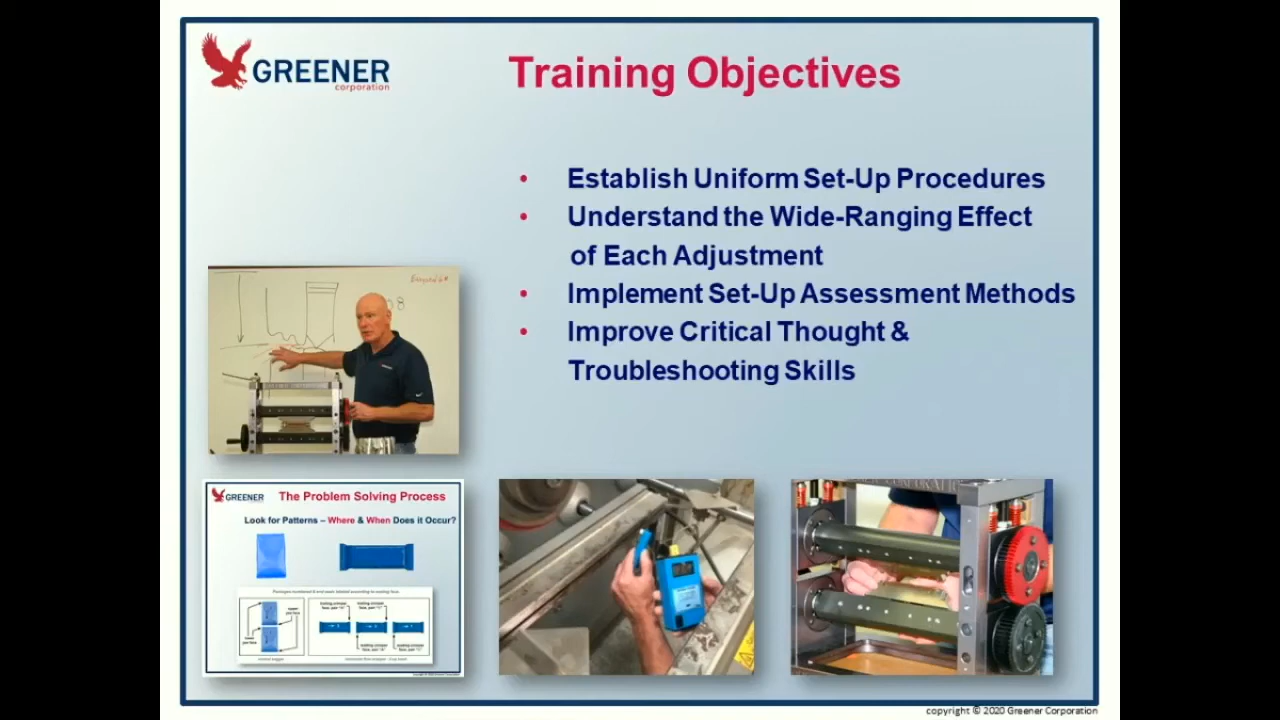 GREENER
corporation
Training Objectives
• Establish Uniform Set-Up Procedures
• Understand the Wide-Ranging Effect
of Each Adjustment
• Implement Set-Up Assessment Methods
• Improve Critical Thought &
Troubleshooting Skills
GREENER
The Problem Solving Process
Look for Patterns – Where & When Does it Occur?
copyright © 2020 Greener Corporation